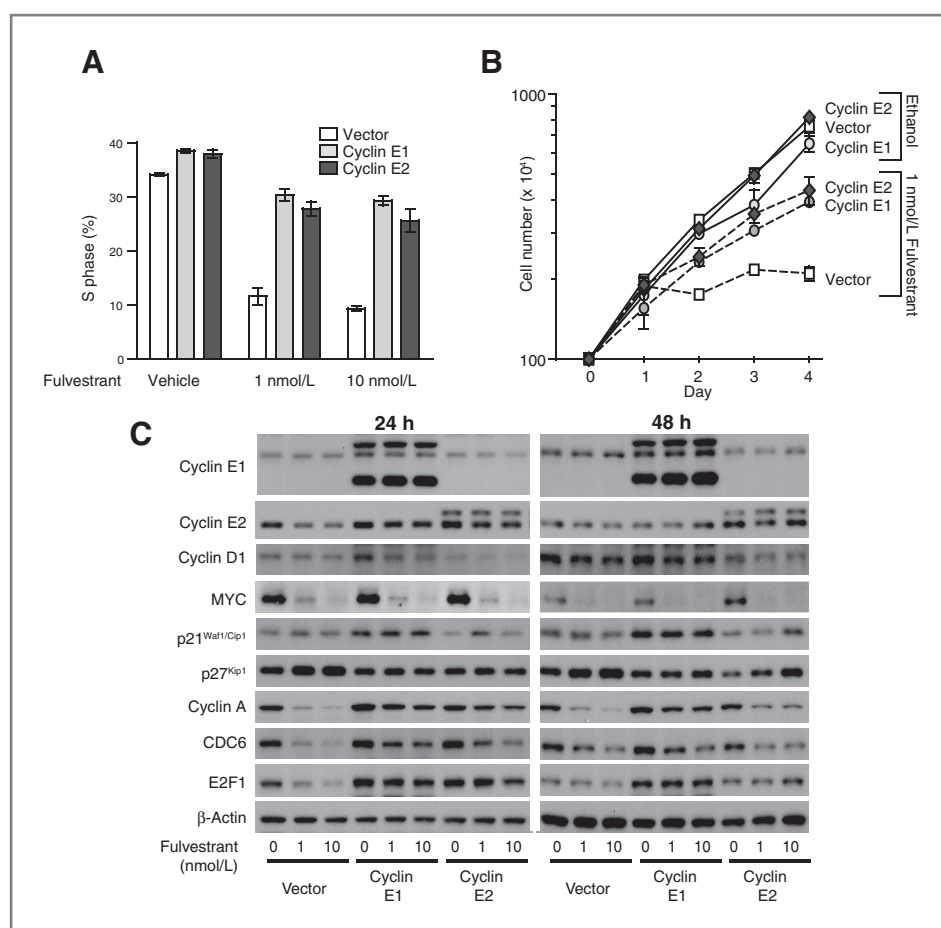 A
40
30
20
10
0
S phase (%)
Vector
Cyclin E1
Cyclin E2
Fulvestrant Vehicle 1 nmol/L 10 nmol/L
B
1000
100
Cell number (x 10⁴)
0 1 2 3 4
Day
Cyclin E2
Vector
Cyclin E1
Ethanol
Cyclin E2
Cyclin E1
Vector
1 nmol/L Fulvestrant
C
24 h 48 h
Cyclin E1
Cyclin E2
Cyclin D1
MYC
p21Waf1/Cip1
p27Kip1
Cyclin A
CDC6
E2F1
β-Actin
Fulvestrant 0 1 10 0 1 10 0 1 10 0 1 10 0 1 10 0 1 10
(nmol/L)
Vector Cyclin E1 Cyclin E2 Vector Cyclin E1 Cyclin E2